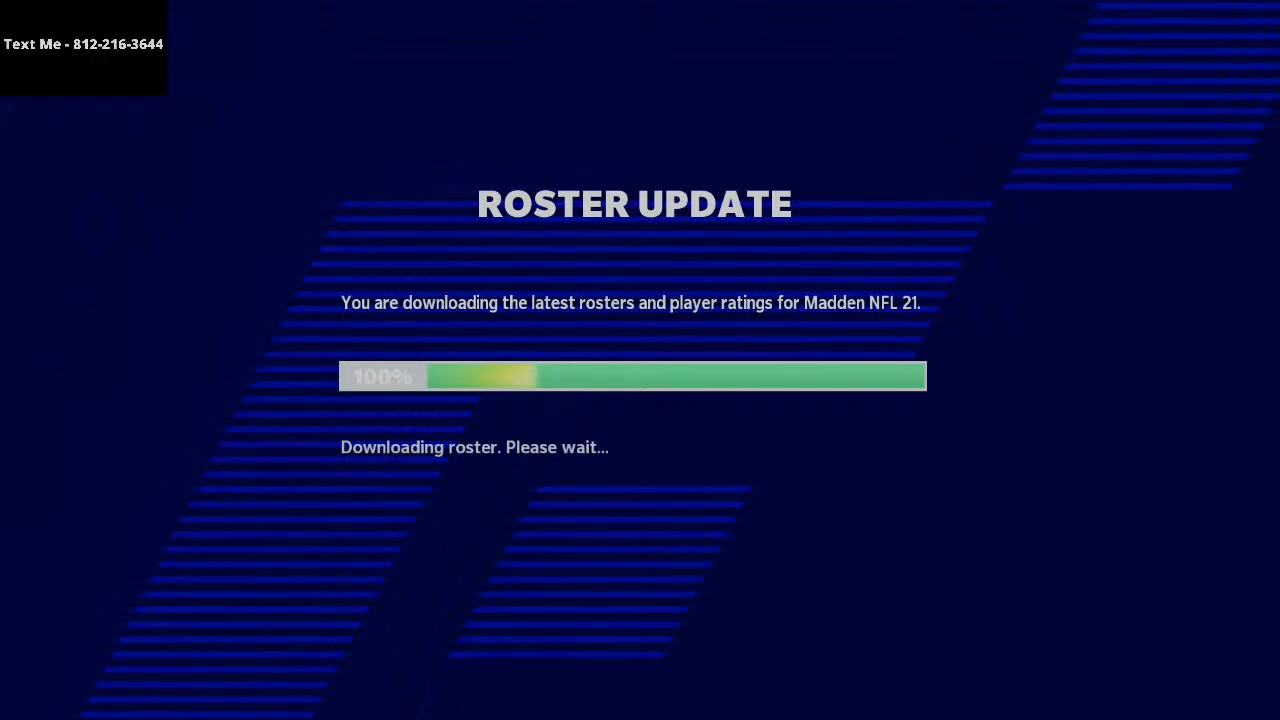 Text Me - 812-216-3644
ROSTER UPDATE
You are downloading the latest rosters and player ratings for Madden NFL 21.
100%
Downloading roster. Please wait...